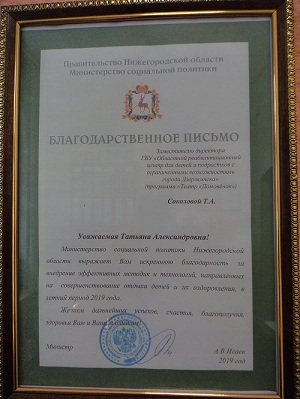 Правительство Нижегородской области
Министерство социальной политики
БЛАГОДАРСТВЕННОЕ ПИСЬМО
Заместителю директора
ГБУ «Областной реабилитационный
центр для детей и подростков с
ограниченными возможностями
города Дзержинска»
программа «Театр «Домовёнок»
Соколовой Т.А.
Уважаемая Татьяна Александровна!
Министерство социальной политики Нижегородской
области выражает Вам искреннюю благодарность за
внедрение эффективных методик и технологий, направленных
на совершенствование отдыха детей и их оздоровления, в
летний период 2019 года.
Желаем дальнейших успехов, счастья, благополучия,
здоровья Вам и Вашим близким!
Министр
А.В.Исаев
2019 год